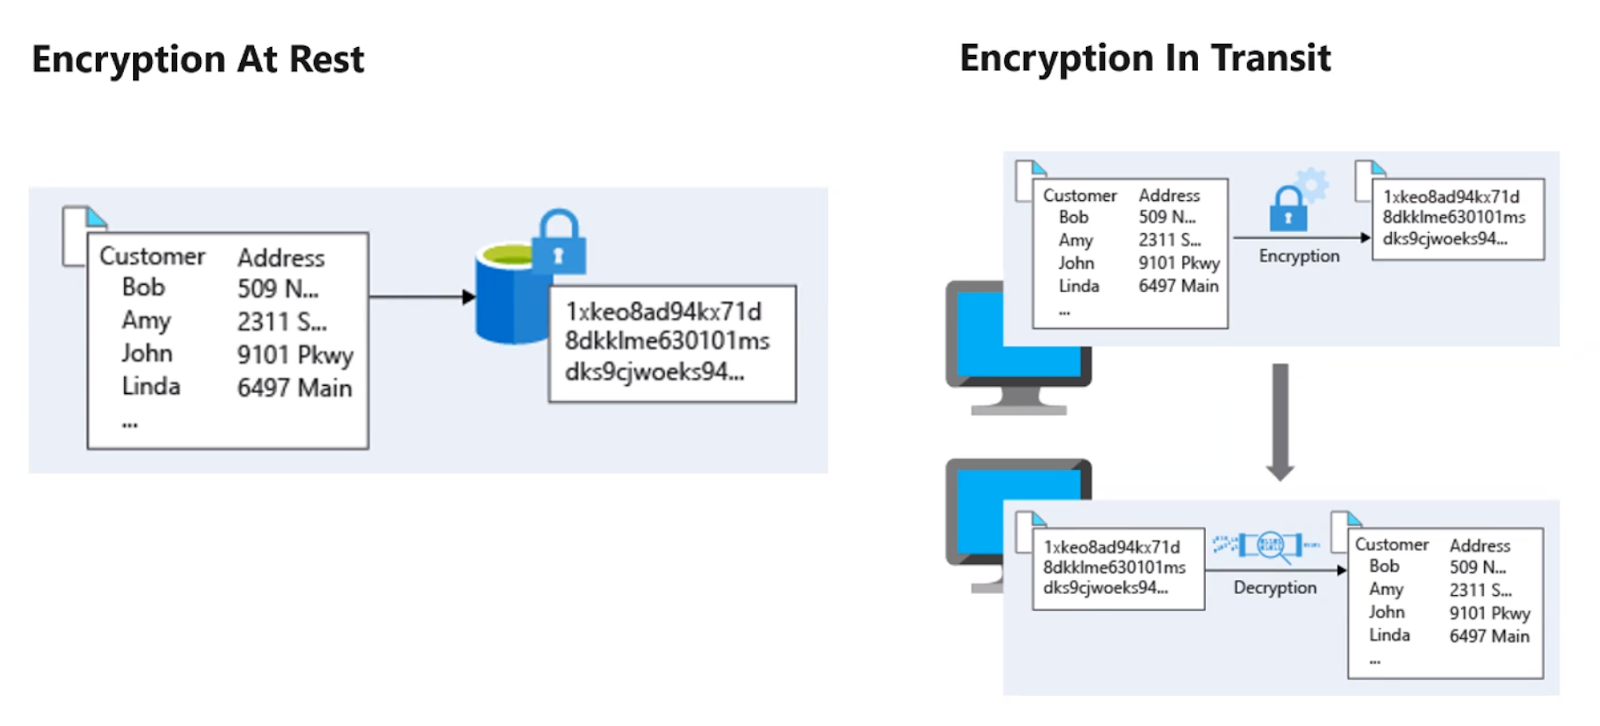 Encryption At Rest
Customer Address
Bob 509 N...
Amy 2311 S...
John 9101 Pkwy
Linda 6497 Main
...
1xkeo8ad94kx71d
8dkklme630101ms
dks9cjwoeks94...
Encryption In Transit
Customer Address
Bob 509 N...
Amy 2311 S...
John 9101 Pkwy
Linda 6497 Main
...
Encryption
1xkeo8ad94kx71d
8dkklme630101ms
dks9cjwoeks94...
1xkeo8ad94kx71d
8dkklme630101ms
dks9cjwoeks94...
Decryption
Customer Address
Bob 509 N...
Amy 2311 S...
John 9101 Pkwy
Linda 6497 Main
...